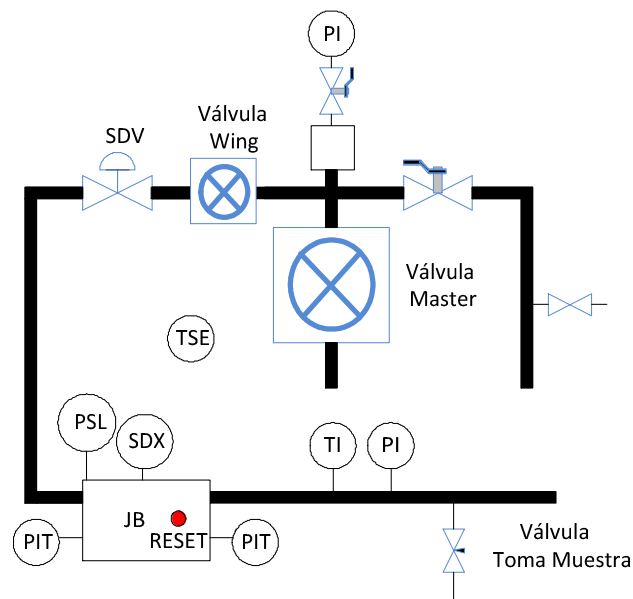 PI
Válvula
Wing
SDV
Válvula
Master
TSE
PSL
SDX
TI
PI
JB
RESET
PIT
PIT
Válvula
Toma Muestra